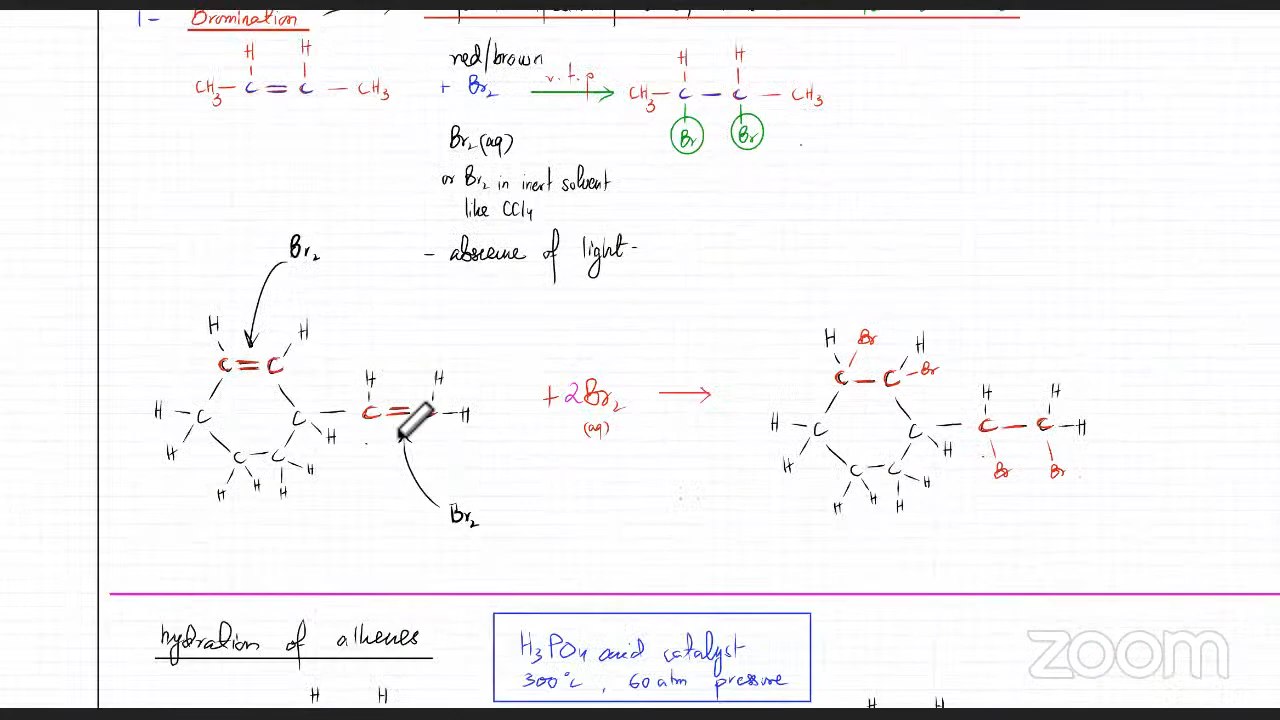 1- Bromination
H H
CH3 — C = C — CH3
red/brown
+ Br2
r.t.p
H H
CH3 — C — C — CH3
Br Br
Br2 (aq)
or Br2 in inert solvent
like CCl4
- absence of light -
Br2
H H
C = C
H H
H — C C — C = C — H
H H
C — C
H H H H
Br2
+ 2Br2
(aq)
H Br H
C — C - Br
H H
H — C C — C — C — H
H H
C — C H Br Br
H H H
hydration of alkenes
H3PO4 acid catalyst
300°c , 60 atm pressure
H H
H H
zoom